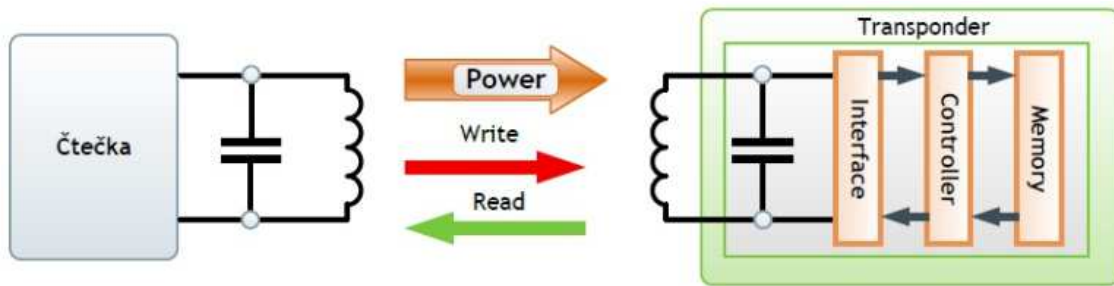 Čtečka
Power
Write
Read
Transponder
Interface
Controller
Memory